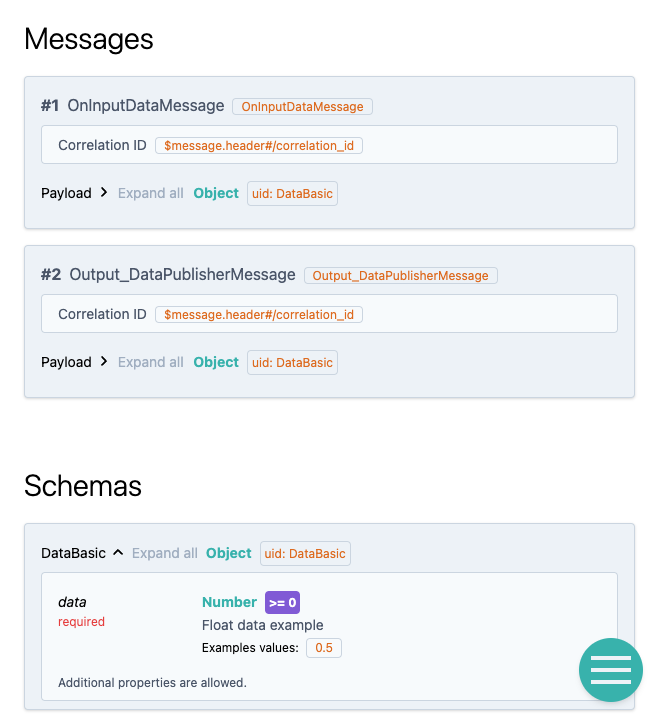 Messages
#1 OnInputDataMessage OnInputDataMessage
Correlation ID $message.header#/correlation_id
Payload Expand all Object uid: DataBasic
#2 Output_DataPublisherMessage Output_DataPublisherMessage
Correlation ID $message.header#/correlation_id
Payload Expand all Object uid: DataBasic
Schemas
DataBasic Expand all Object uid: DataBasic
data Number >= 0
required
Float data example
Examples values: 0.5
Additional properties are allowed.